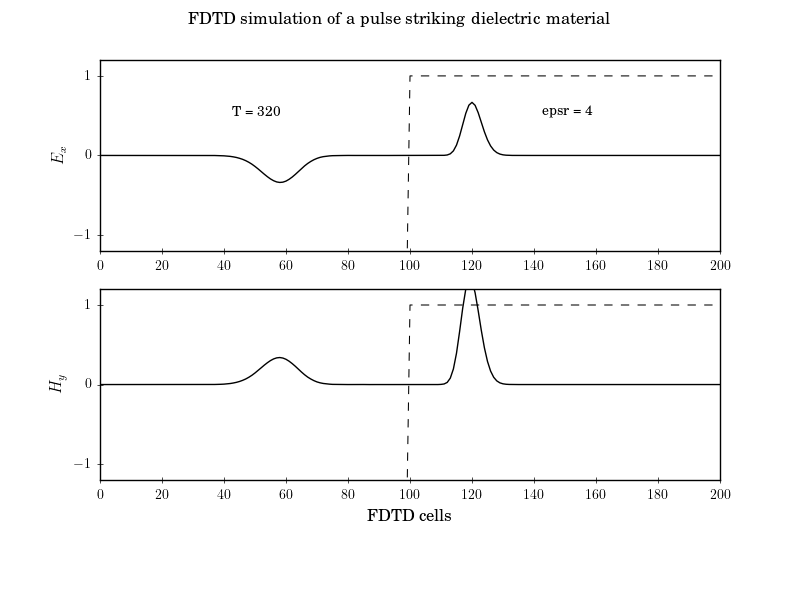 FDTD simulation of a pulse striking dielectric material
1
T = 320
epsr = 4
E_x
0
−1
0 20 40 60 80 100 120 140 160 180 200
1
H_y
0
−1
0 20 40 60 80 100 120 140 160 180 200
FDTD cells